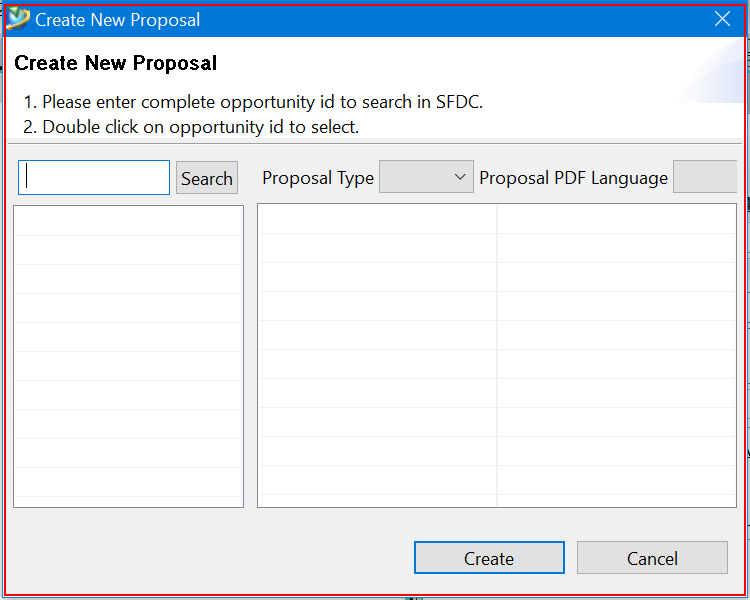 Create New Proposal
Create New Proposal
1. Please enter complete opportunity id to search in SFDC.
2. Double click on opportunity id to select.
Search Proposal Type Proposal PDF Language
Create Cancel